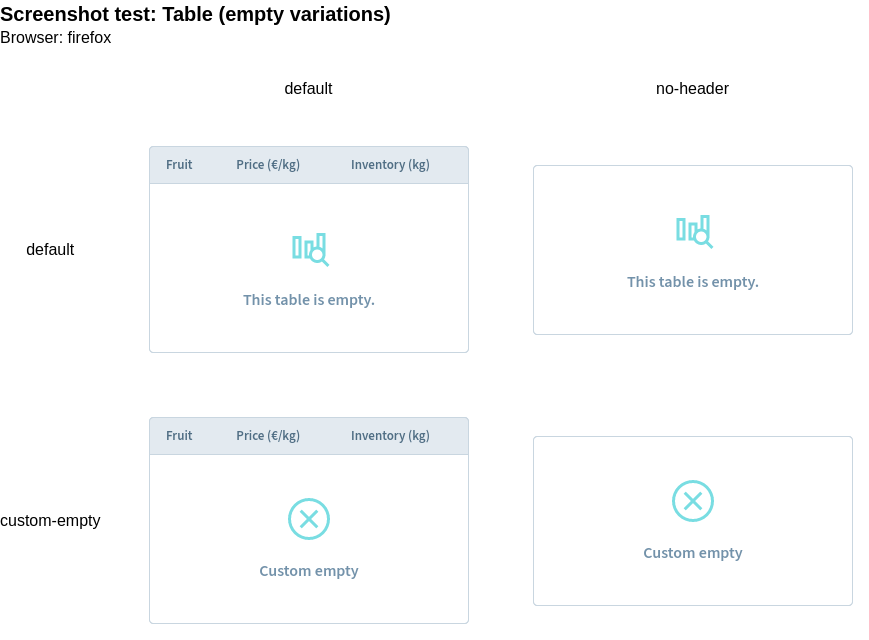 Screenshot test: Table (empty variations)
Browser: firefox
default no-header
default
Fruit Price (€/kg) Inventory (kg)
This table is empty.
This table is empty.
custom-empty
Fruit Price (€/kg) Inventory (kg)
Custom empty
Custom empty